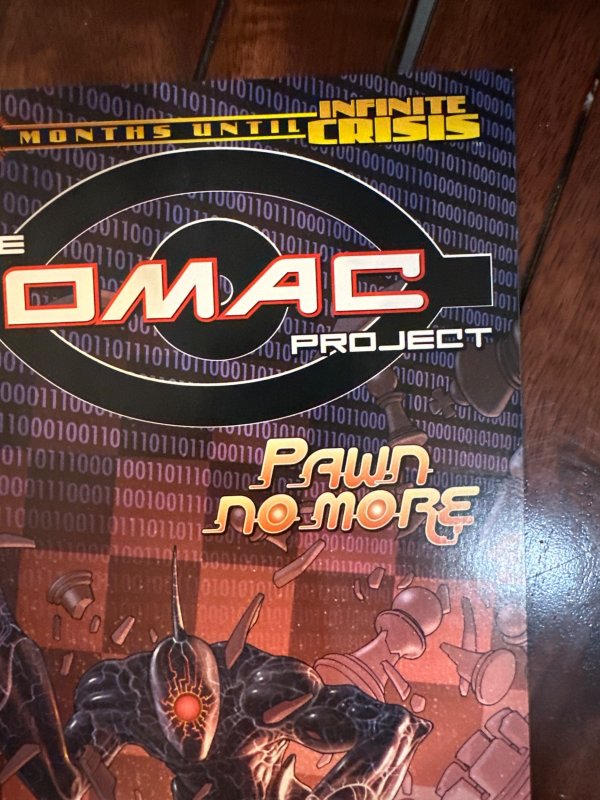 MONTHS UNTIL INFINITE CRISIS
E
OMAC
PROJECT
PAWN
NO MORE